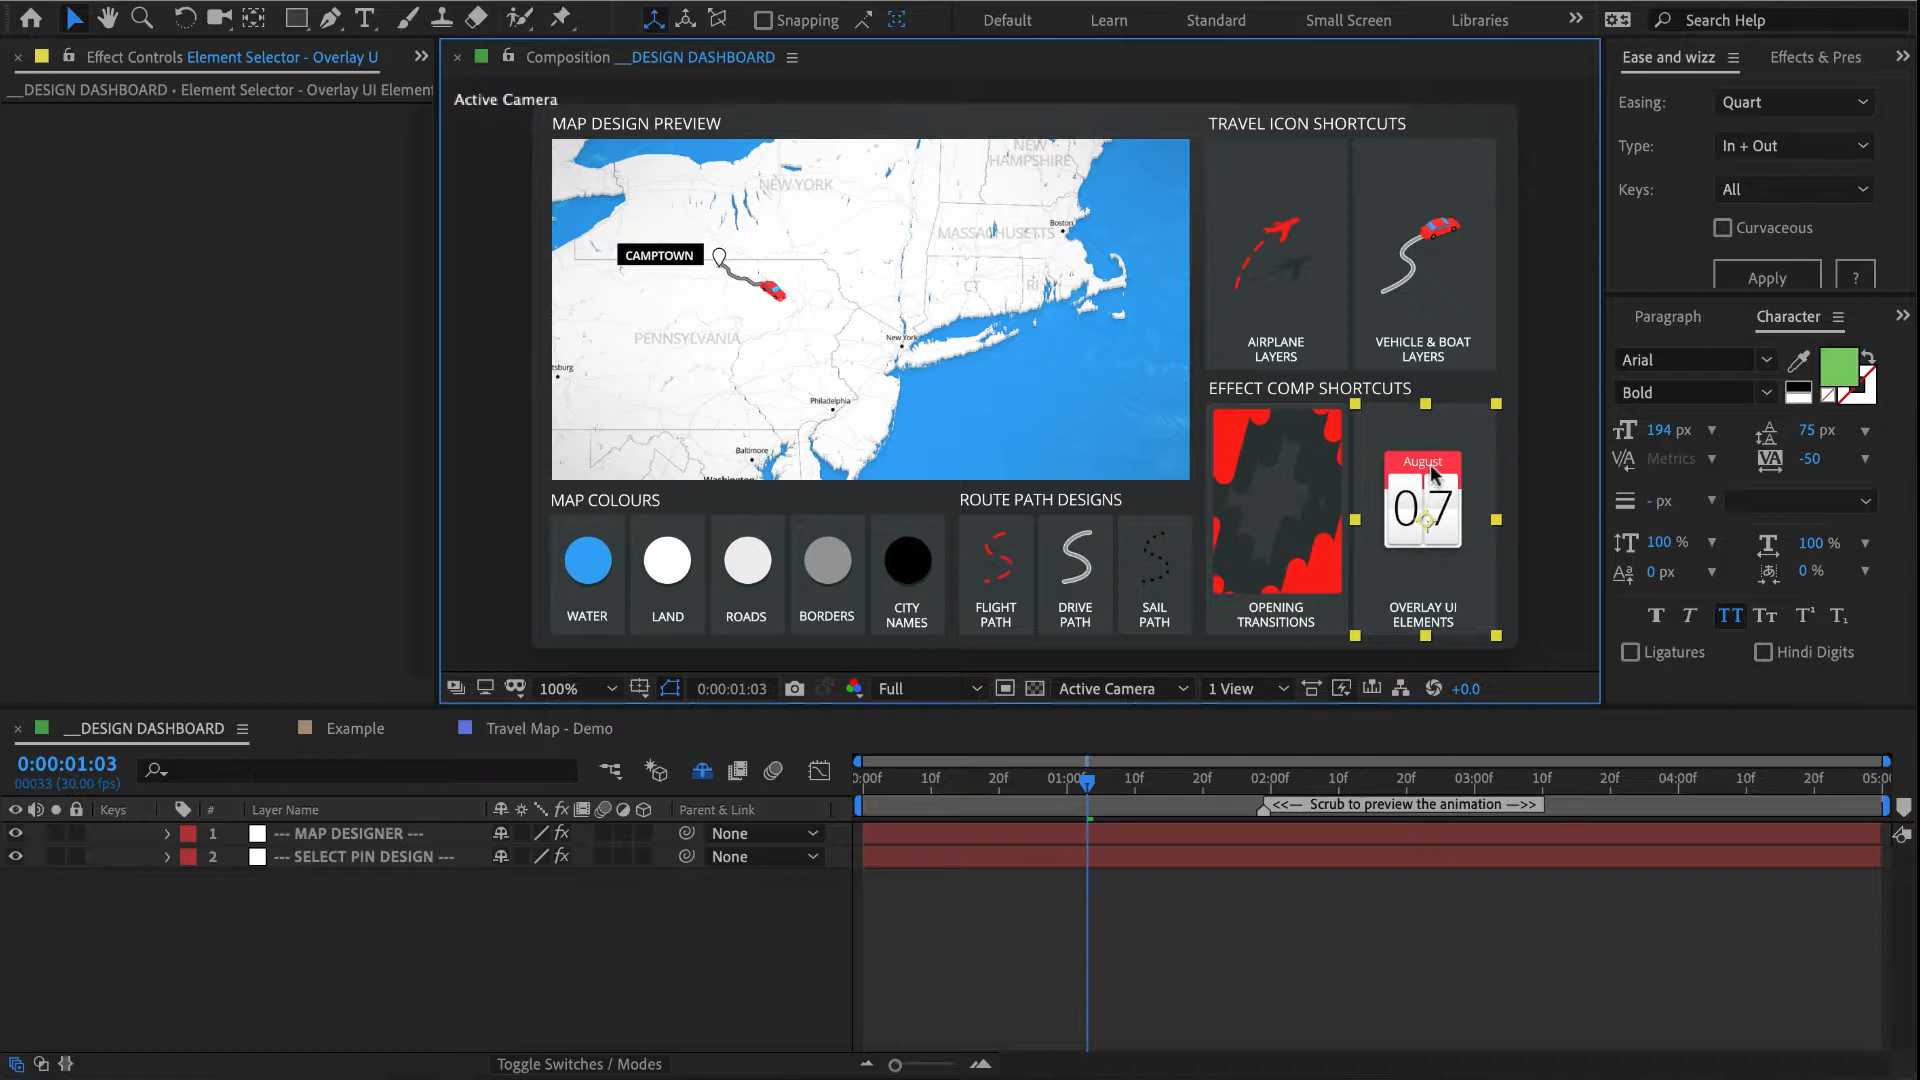 Snapping
Default
Learn
Standard
Small Screen
Libraries
Search Help
Effect Controls Element Selector - Overlay U
__DESIGN DASHBOARD • Element Selector - Overlay UI Element
Composition __DESIGN DASHBOARD
Active Camera
MAP DESIGN PREVIEW
NEW YORK
NEW
HAMPSHIRE
Boston
MASSACHUSETTS
CAMPTOWN
CT
RI
PENNSYLVANIA
New York
tsburg
Philadelphia
Baltimore
Washington
TRAVEL ICON SHORTCUTS
AIRPLANE
LAYERS
VEHICLE & BOAT
LAYERS
EFFECT COMP SHORTCUTS
August
07
OPENING
TRANSITIONS
OVERLAY UI
ELEMENTS
MAP COLOURS
WATER
LAND
ROADS
BORDERS
CITY
NAMES
ROUTE PATH DESIGNS
FLIGHT
PATH
DRIVE
PATH
SAIL
PATH
100%
0:00:01:03
Full
Active Camera
1 View
+0.0
Ease and wizz
Effects & Pres
Easing:
Quart
Type:
In + Out
Keys:
All
Curvaceous
Apply
?
Paragraph
Character
Arial
Bold
194 px
75 px
Metrics
-50
- px
100 %
100 %
0 px
0 %
Ligatures
Hindi Digits
__DESIGN DASHBOARD
Example
Travel Map - Demo
0:00:01:03
00033 (30.00 fps)
Keys
#
Layer Name
Parent & Link
1
--- MAP DESIGNER ---
None
2
--- SELECT PIN DESIGN ---
None
0:00f
10f
20f
01:00f
10f
20f
02:00f
10f
20f
03:00f
10f
20f
04:00f
10f
20f
05:00
<<— Scrub to preview the animation —>>
Toggle Switches / Modes